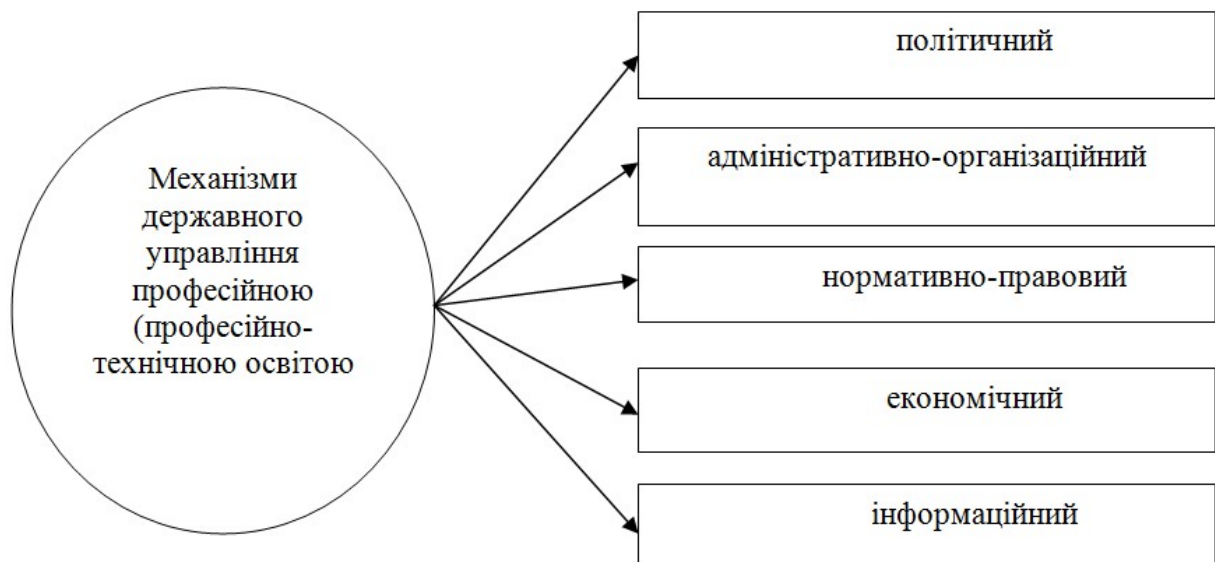 Механізми
державного
управління
професійною
(професійно-
технічною освітою
політичний
адміністративно-організаційний
нормативно-правовий
економічний
інформаційний